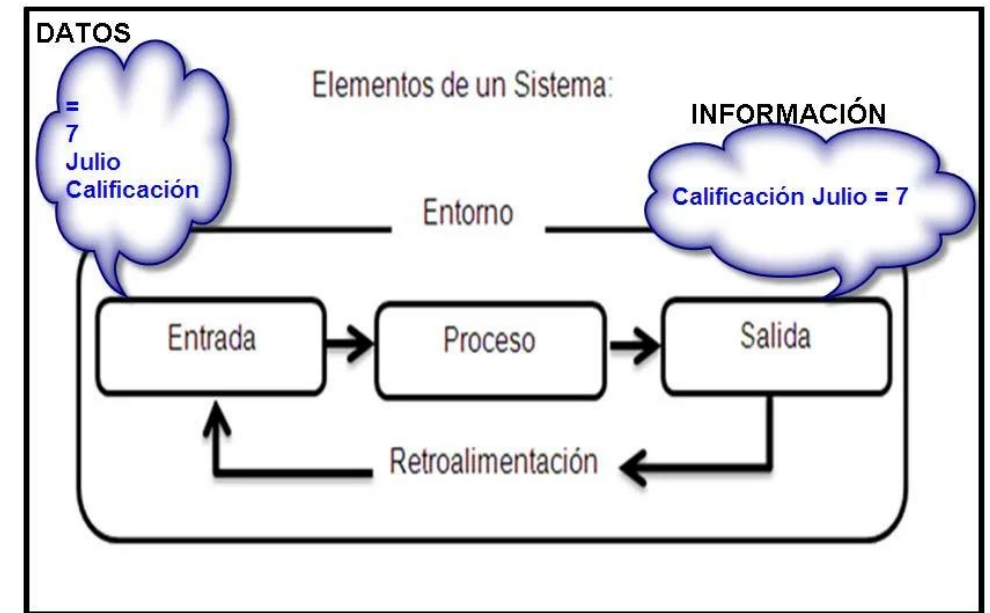 DATOS
Elementos de un Sistema:
=
7
Julio
Calificación
INFORMACIÓN
Calificación Julio = 7
Entorno
Entrada
Proceso
Salida
Retroalimentación